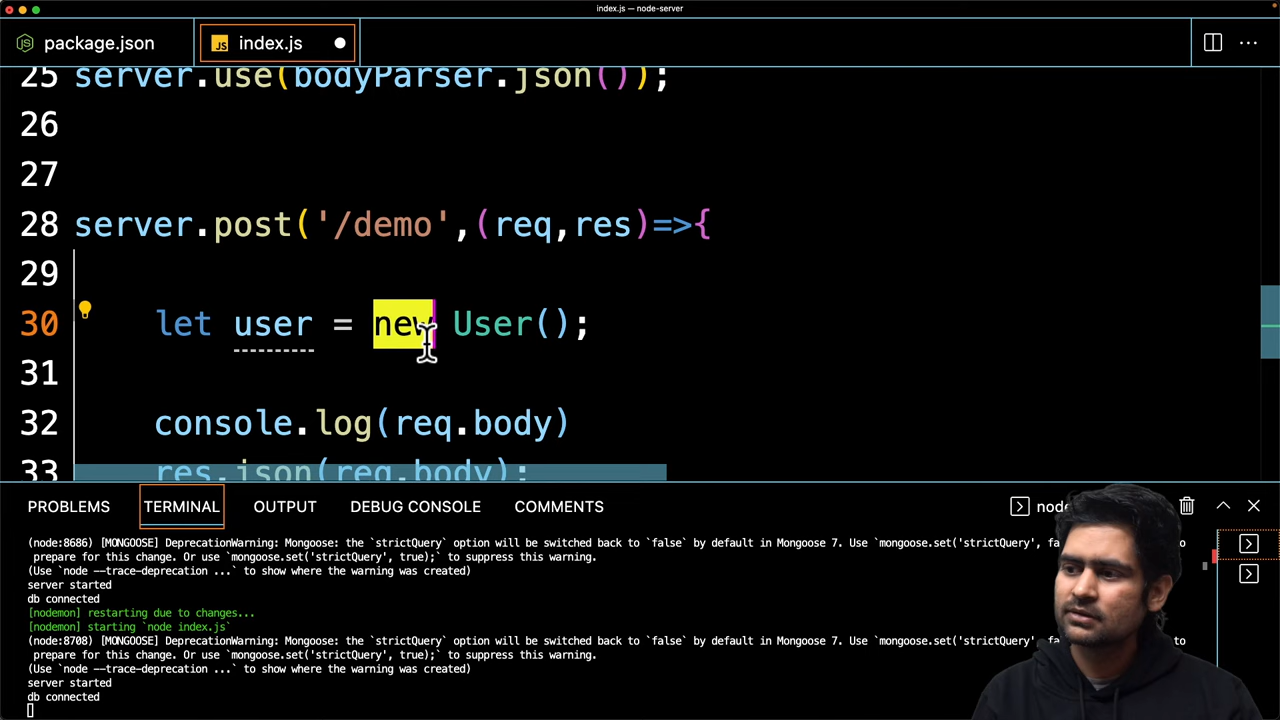 index.js — node-server
package.json
JS index.js
25 server.use(bodyParser.json());
26
27
28 server.post('/demo',(req,res)=>{
29
30 let user = new User();
31
32 console.log(req.body)
33 res.json(req.body);
PROBLEMS TERMINAL OUTPUT DEBUG CONSOLE COMMENTS
(node:8686) [MONGOOSE] DeprecationWarning: Mongoose: the `strictQuery` option will be switched back to `false` by default in Mongoose 7. Use `mongoose.set('strictQuery', to
prepare for this change. Or use `mongoose.set('strictQuery', true);` to suppress this warning.
(Use `node --trace-deprecation ...` to show where the warning was created)
server started
db connected
[nodemon] restarting due to changes...
[nodemon] starting `node index.js`
(node:8708) [MONGOOSE] DeprecationWarning: Mongoose: the `strictQuery` option will be switched back to `false` by default in Mongoose 7. Use `mongoose.set('strictQuery', to
prepare for this change. Or use `mongoose.set('strictQuery', true);` to suppress this warning.
(Use `node --trace-deprecation ...` to show where the warning was created)
server started
db connected